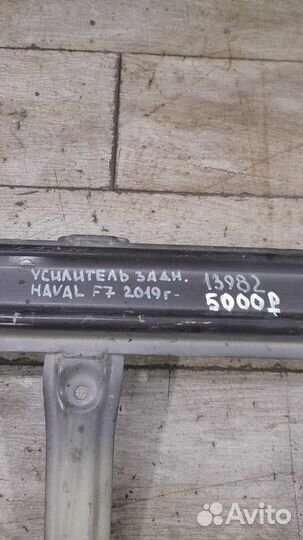 УСИЛИТЕЛЬ ЗАДН. 13982
HAVAL F7 2019г- 5000₽
Avito